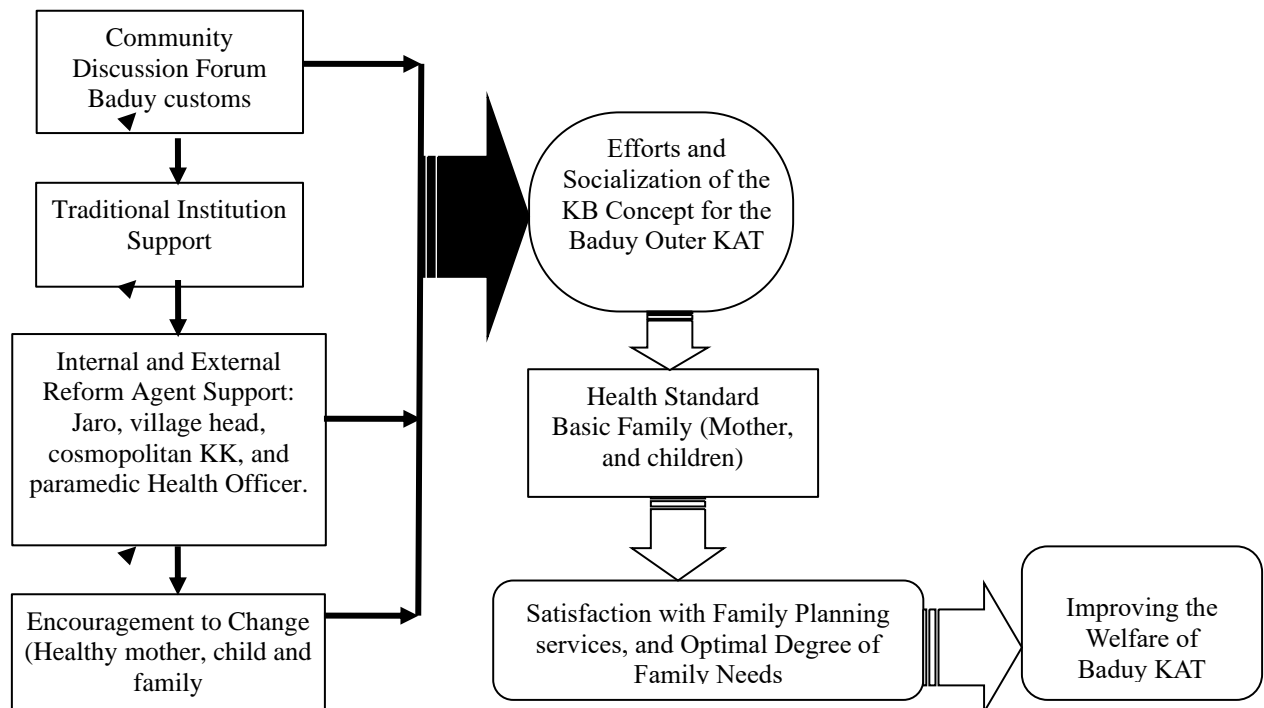 Community
Discussion Forum
Baduy customs
Traditional Institution
Support
Internal and External
Reform Agent Support:
Jaro, village head,
cosmopolitan KK, and
paramedic Health Officer.
Encouragement to Change
(Healthy mother, child and
family
Efforts and
Socialization of the
KB Concept for the
Baduy Outer KAT
Health Standard
Basic Family (Mother,
and children)
Satisfaction with Family Planning
services, and Optimal Degree of
Family Needs
Improving the
Welfare of
Baduy KAT